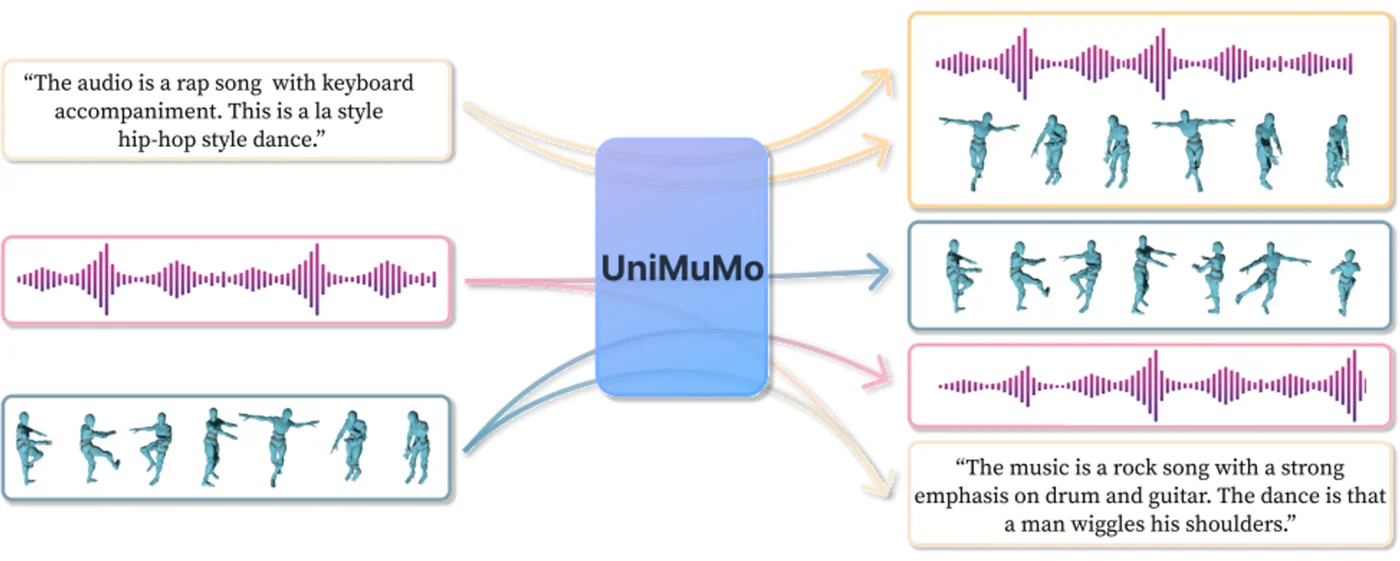 “The audio is a rap song with keyboard
accompaniment. This is a la style
hip-hop style dance.”
UniMuMo
“The music is a rock song with a strong
emphasis on drum and guitar. The dance is that
a man wiggles his shoulders.”